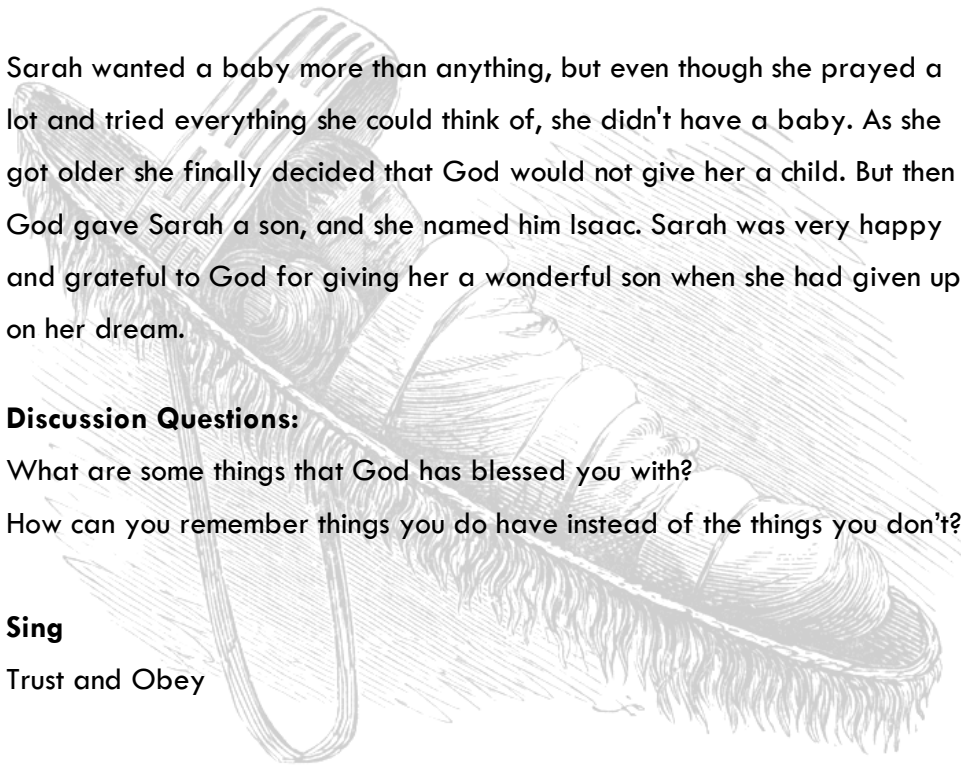 Sarah wanted a baby more than anything, but even though she prayed a
lot and tried everything she could think of, she didn't have a baby. As she
got older she finally decided that God would not give her a child. But then
God gave Sarah a son, and she named him Isaac. Sarah was very happy
and grateful to God for giving her a wonderful son when she had given up
on her dream.
Discussion Questions:
What are some things that God has blessed you with?
How can you remember things you do have instead of the things you don’t?
Sing
Trust and Obey